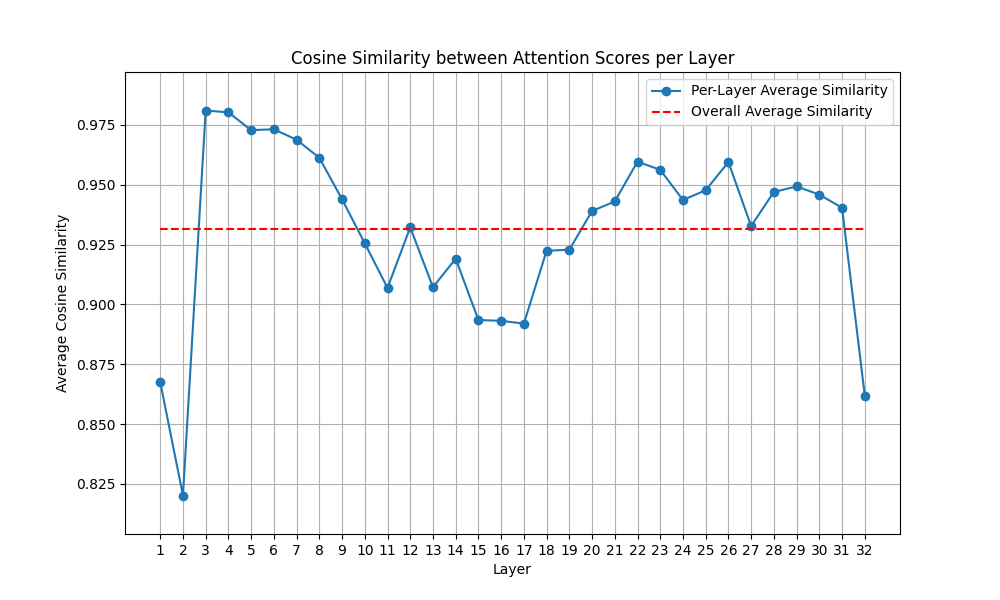 Cosine Similarity between Attention Scores per Layer
Per-Layer Average Similarity
Overall Average Similarity
Average Cosine Similarity
0.975
0.950
0.925
0.900
0.875
0.850
0.825
1 2 3 4 5 6 7 8 9 10 11 12 13 14 15 16 17 18 19 20 21 22 23 24 25 26 27 28 29 30 31 32
Layer